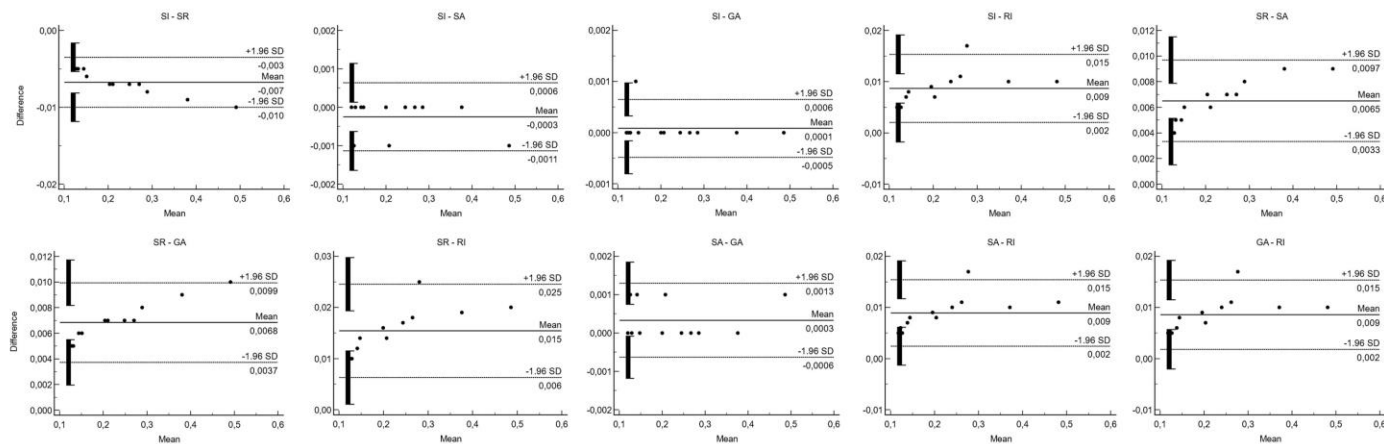 SI - SR
0,00
-0,01
-0,02
Difference
+1.96 SD
-0,003
Mean
-0,007
-1.96 SD
-0,010
0,1 0,2 0,3 0,4 0,5 0,6
Mean
SI - SA
0,002
0,001
0,000
-0,001
-0,002
+1.96 SD
0,0006
Mean
-0,0003
-1.96 SD
-0,0011
0,1 0,2 0,3 0,4 0,5 0,6
Mean
SI - GA
0,002
0,001
0,000
-0,001
+1.96 SD
0,0006
Mean
0,0001
-1.96 SD
-0,0005
0,1 0,2 0,3 0,4 0,5 0,6
Mean
SI - RI
0,02
0,01
0,00
-0,01
+1.96 SD
0,015
Mean
0,009
-1.96 SD
0,002
0,1 0,2 0,3 0,4 0,5 0,6
Mean
SR - SA
0,012
0,010
0,008
0,006
0,004
0,002
0,000
+1.96 SD
0,0097
Mean
0,0065
-1.96 SD
0,0033
0,1 0,2 0,3 0,4 0,5 0,6
Mean
SR - GA
0,012
0,010
0,008
0,006
0,004
0,002
0,000
Difference
+1.96 SD
0,0099
Mean
0,0068
-1.96 SD
0,0037
0,1 0,2 0,3 0,4 0,5 0,6
Mean
SR - RI
0,03
0,02
0,01
0,00
+1.96 SD
0,025
Mean
0,015
-1.96 SD
0,006
0,1 0,2 0,3 0,4 0,5 0,6
Mean
SA - GA
0,002
0,001
0,000
-0,001
-0,002
+1.96 SD
0,0013
Mean
0,0003
-1.96 SD
-0,0006
0,1 0,2 0,3 0,4 0,5 0,6
Mean
SA - RI
0,02
0,01
0,00
-0,01
+1.96 SD
0,015
Mean
0,009
-1.96 SD
0,002
0,1 0,2 0,3 0,4 0,5 0,6
Mean
GA - RI
0,02
0,01
0,00
-0,01
+1.96 SD
0,015
Mean
0,009
-1.96 SD
0,002
0,1 0,2 0,3 0,4 0,5 0,6
Mean